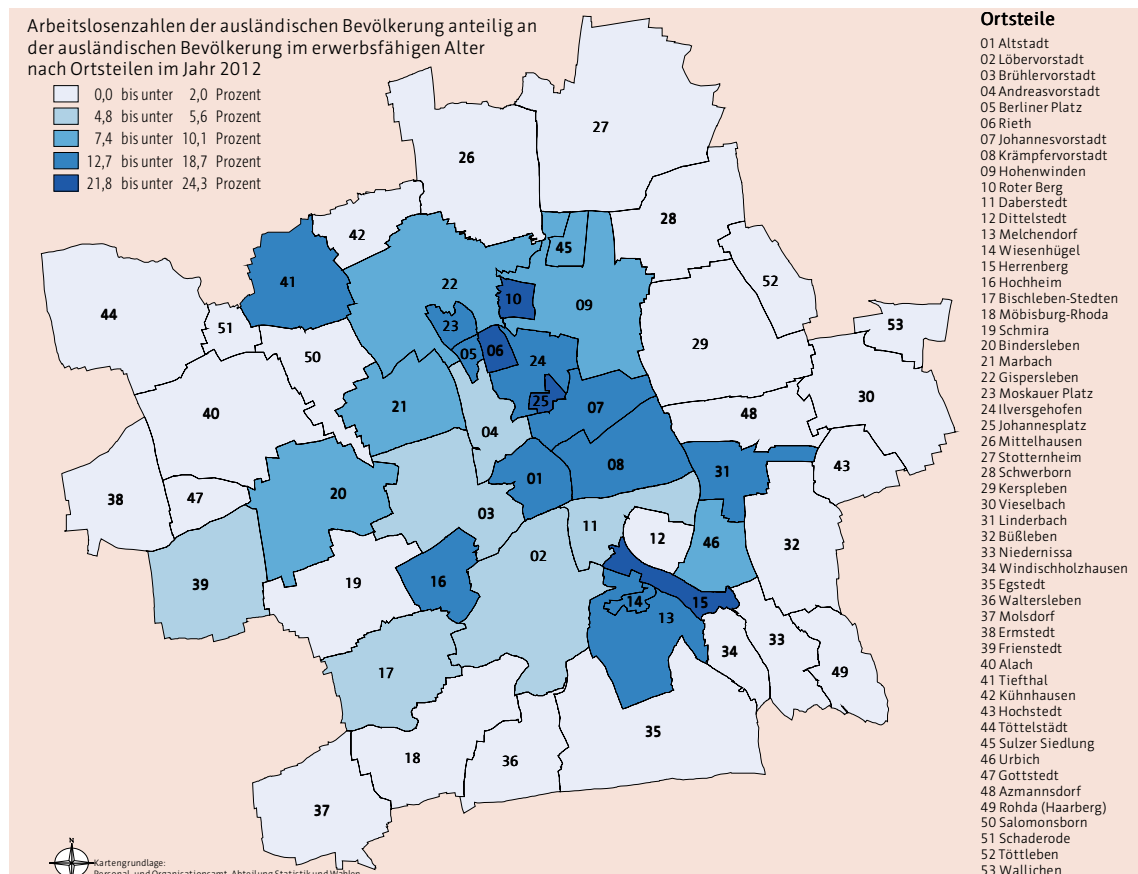 Arbeitslosenzahlen der ausländischen Bevölkerung anteilig an
der ausländischen Bevölkerung im erwerbsfähigen Alter
nach Ortsteilen im Jahr 2012
0,0 bis unter 2,0 Prozent
4,8 bis unter 5,6 Prozent
7,4 bis unter 10,1 Prozent
12,7 bis unter 18,7 Prozent
21,8 bis unter 24,3 Prozent
27
26
28
42
45
41
22
52
10
09
44
53
51
23
29
50
05
06
24
30
25
21
07
40
48
04
08
43
31
01
38
47
20
03
11
12
46
32
02
39
19
16
14
15
13
33
34
49
17
35
18
36
37
N
Kartengrundlage:
Personal- und Organisationsamt, Abteilung Statistik und Wahlen
Ortsteile
01 Altstadt
02 Löbervorstadt
03 Brühlervorstadt
04 Andreasvorstadt
05 Berliner Platz
06 Rieth
07 Johannesvorstadt
08 Krämpfervorstadt
09 Hohenwinden
10 Roter Berg
11 Daberstedt
12 Dittelstedt
13 Melchendorf
14 Wiesenhügel
15 Herrenberg
16 Hochheim
17 Bischleben-Stedten
18 Möbisburg-Rhoda
19 Schmira
20 Bindersleben
21 Marbach
22 Gispersleben
23 Moskauer Platz
24 Ilversgehofen
25 Johannesplatz
26 Mittelhausen
27 Stotternheim
28 Schwerborn
29 Kerspleben
30 Vieselbach
31 Linderbach
32 Büßleben
33 Niedernissa
34 Windischholzhausen
35 Egstedt
36 Waltersleben
37 Molsdorf
38 Ermstedt
39 Frienstedt
40 Alach
41 Tiefthal
42 Kühnhausen
43 Hochstedt
44 Töttelstädt
45 Sulzer Siedlung
46 Urbich
47 Gottstedt
48 Azmannsdorf
49 Rohda (Haarberg)
50 Salomonsborn
51 Schaderode
52 Töttleben
53 Wallichen